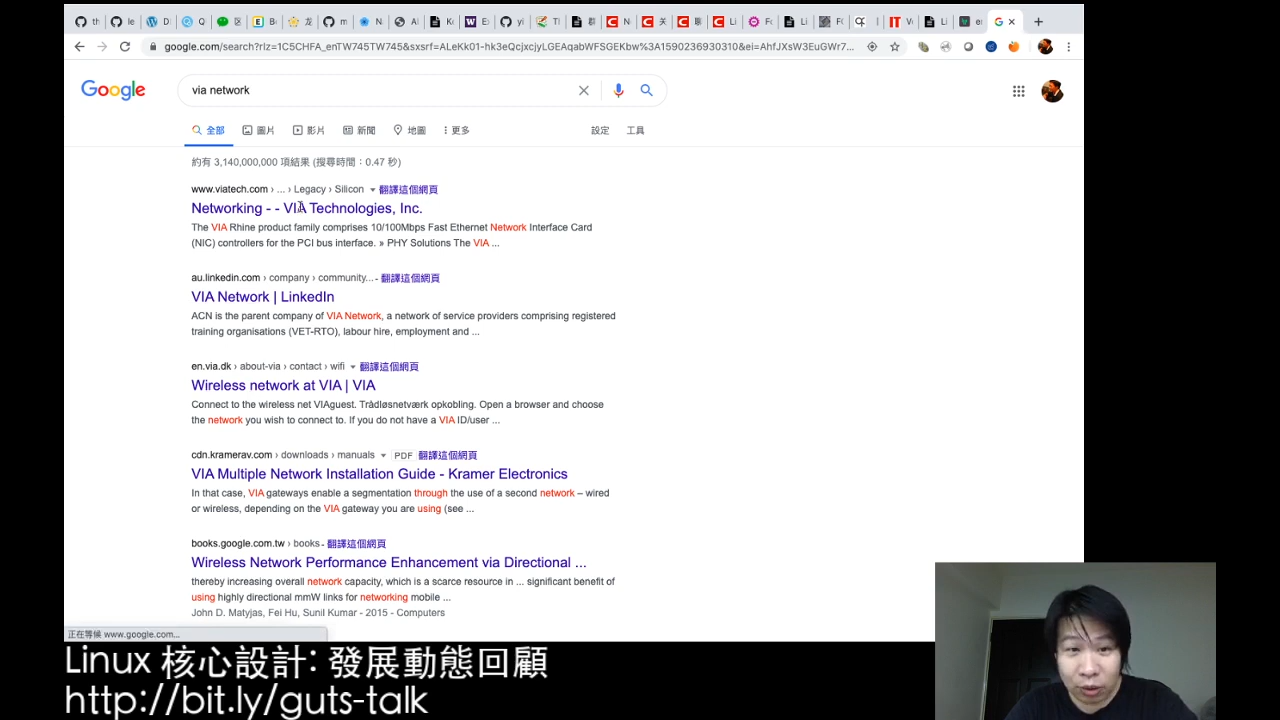 google.com/search?rlz=1C5CHFA_enTW745TW745&sxsrf=ALeKk01-hk3eQcjxcjyLGEAqabWFSGEKbw%3A1590236930310&ei=AhfJXsW3EuGWr7...
Google
via network
全部 圖片 影片 新聞 地圖 更多 設定 工具
約有 3,140,000,000 項結果 (搜尋時間：0.47 秒)
www.viatech.com › ... › Legacy › Silicon 翻譯這個網頁
Networking - - VIA Technologies, Inc.
The VIA Rhine product family comprises 10/100Mbps Fast Ethernet Network Interface Card
(NIC) controllers for the PCI bus interface. » PHY Solutions The VIA ...
au.linkedin.com › company › community... - 翻譯這個網頁
VIA Network | LinkedIn
ACN is the parent company of VIA Network, a network of service providers comprising registered
training organisations (VET-RTO), labour hire, employment and ...
en.via.dk › about-via › contact › wifi 翻譯這個網頁
Wireless network at VIA | VIA
Connect to the wireless net VIAguest. Trådløsnetværk opkobling. Open a browser and choose
the network you wish to connect to. If you do not have a VIA ID/user ...
cdn.kramerav.com › downloads › manuals PDF 翻譯這個網頁
VIA Multiple Network Installation Guide - Kramer Electronics
In that case, VIA gateways enable a segmentation through the use of a second network – wired
or wireless, depending on the VIA gateway you are using (see ...
books.google.com.tw › books - 翻譯這個網頁
Wireless Network Performance Enhancement via Directional ...
thereby increasing overall network capacity, which is a scarce resource in ... significant benefit of
using highly directional mmW links for networking mobile ...
John D. Matyjas, Fei Hu, Sunil Kumar - 2015 - Computers
正在等候 www.google.com...
Linux 核心設計: 發展動態回顧
http://bit.ly/guts-talk